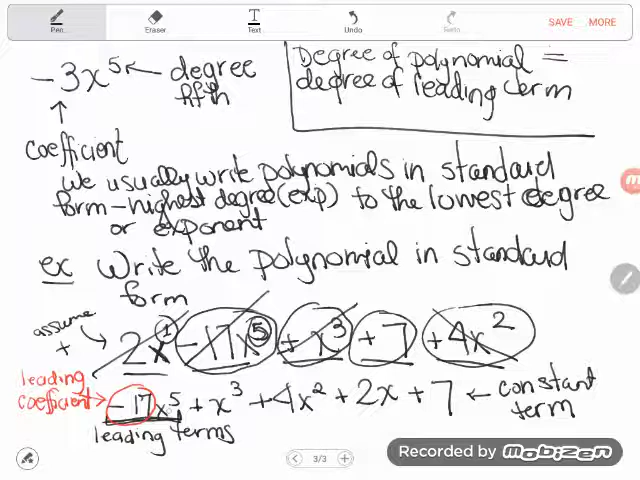 Pen
Eraser
Text
Undo
Redo
SAVE
MORE
-3x⁵ ← degree
fifth
Degree of polynomial =
degree of leading term
coefficient
we usually write polynomials in standard
form - highest degree (exp) to the lowest degree
or exponent
ex Write the polynomial in standard
form
assume
+
2x¹ - 17x⁵ + x³ + 7 + 4x²
leading
coefficient →
-17x⁵ + x³ + 4x² + 2x + 7 ← constant
term
leading terms
3/3
Recorded by
mobizen